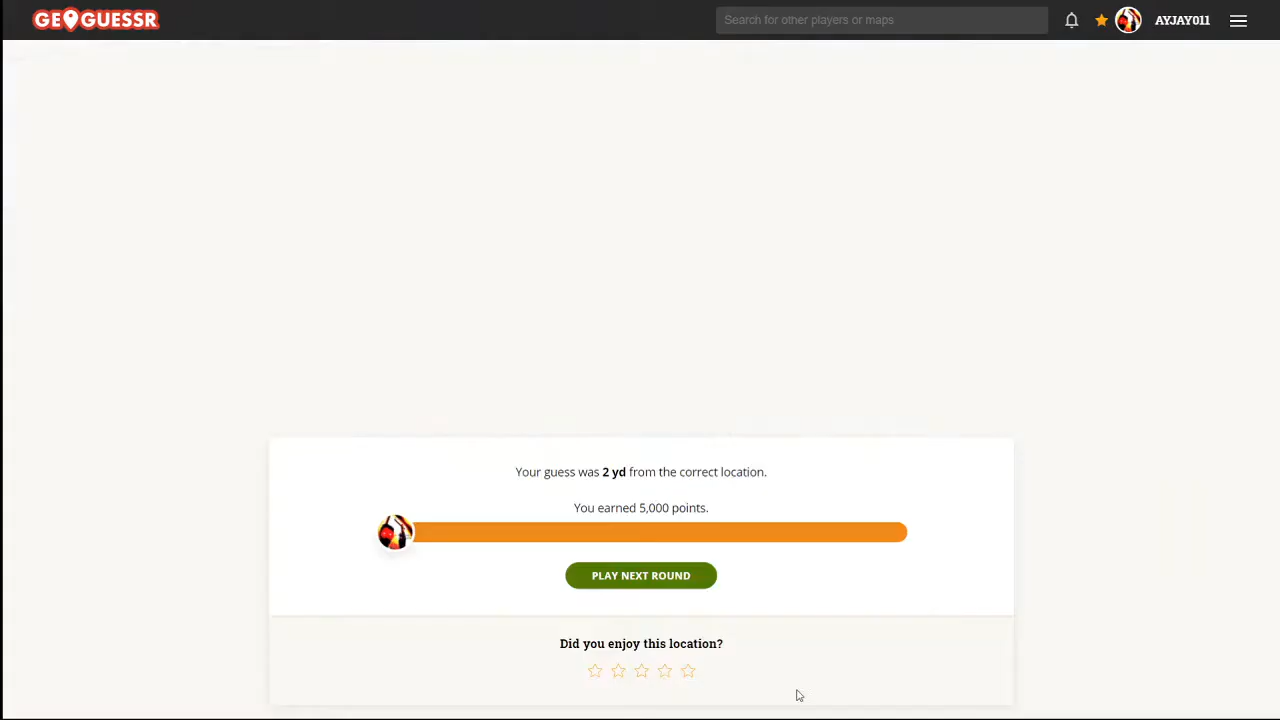 GEOGUESSR
Search for other players or maps
AYJAY011
Your guess was 2 yd from the correct location.
You earned 5,000 points.
PLAY NEXT ROUND
Did you enjoy this location?